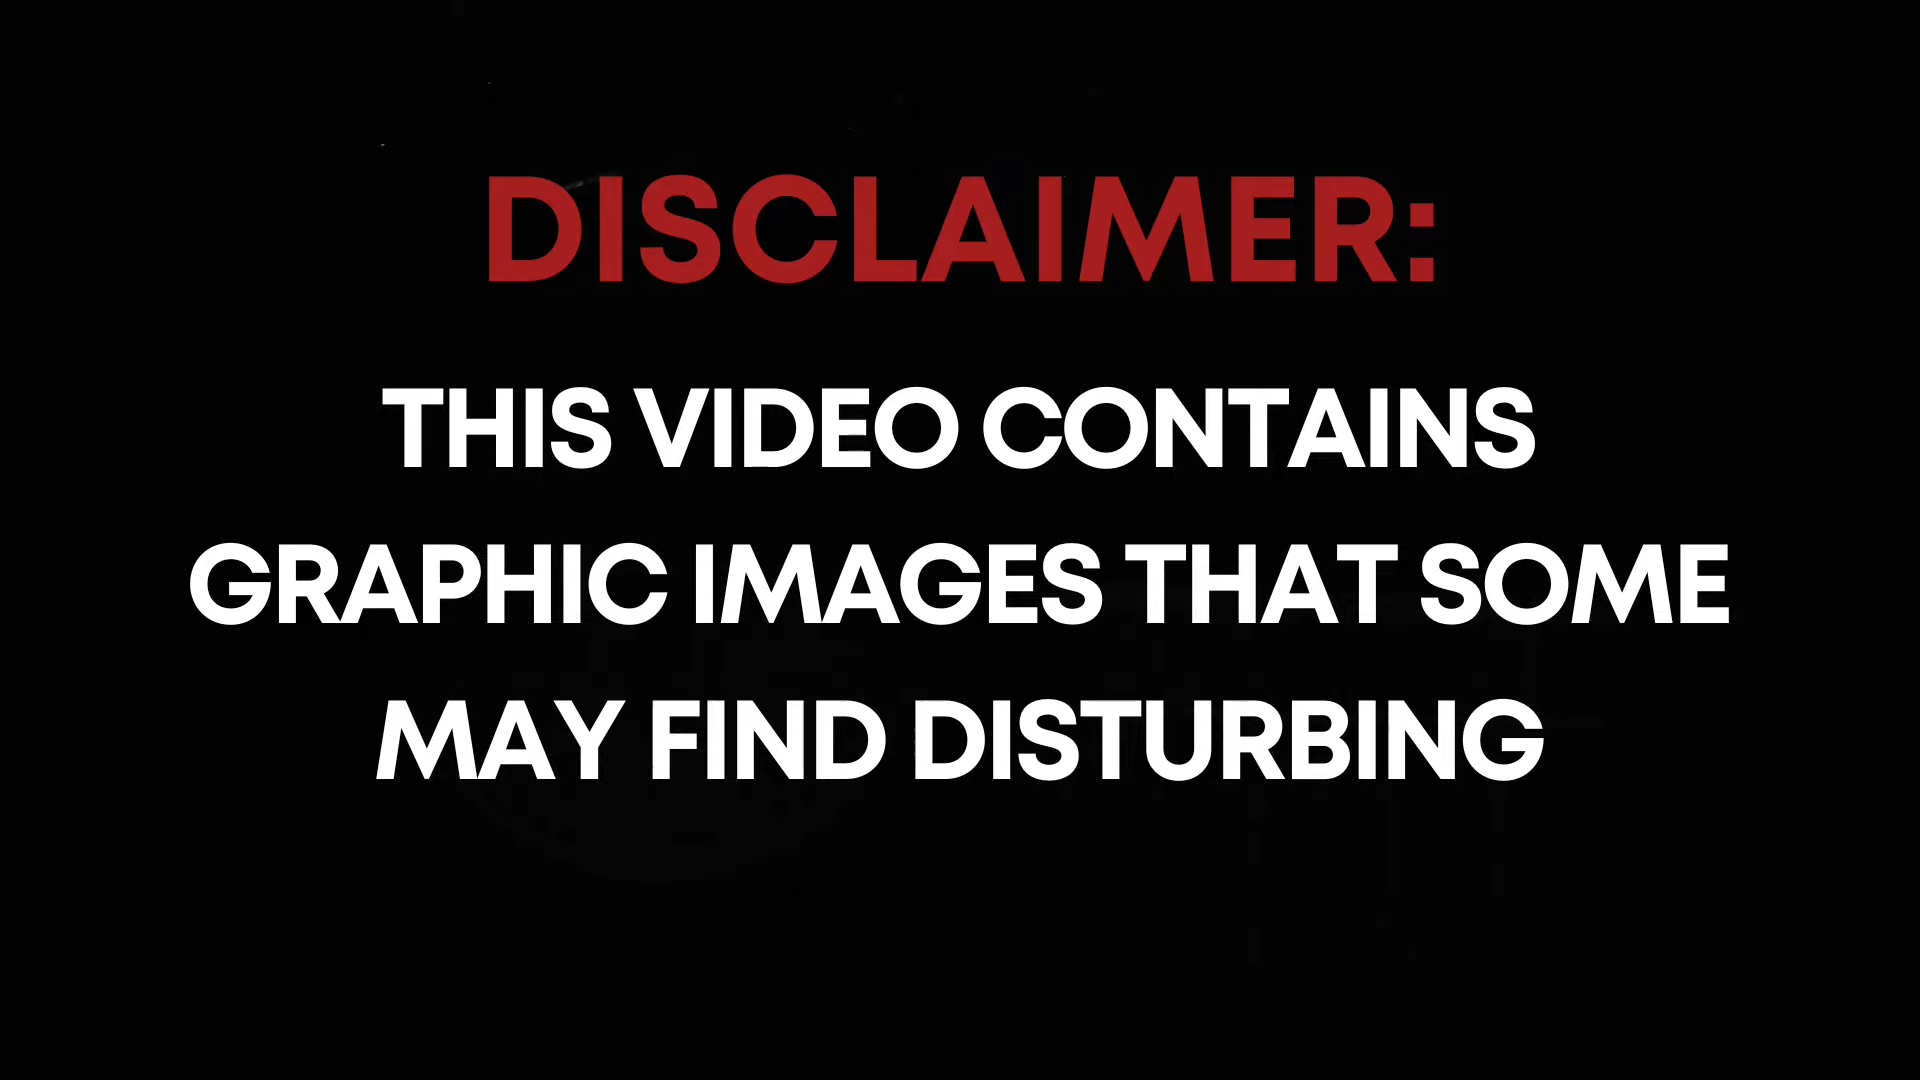 DISCLAIMER:
THIS VIDEO CONTAINS
GRAPHIC IMAGES THAT SOME
MAY FIND DISTURBING